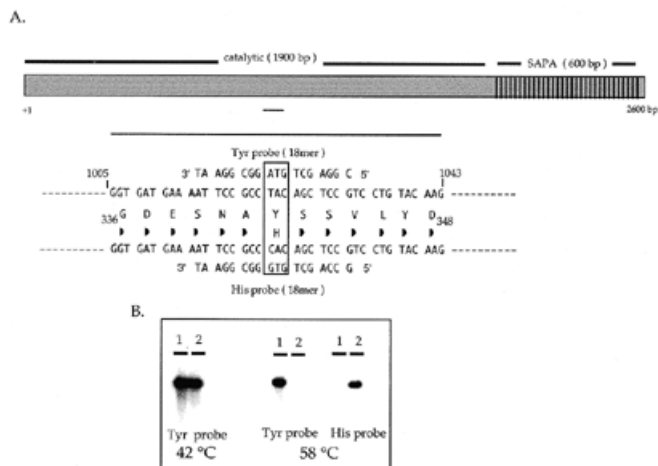 A.
catalytic ( 1900 bp )
SAPA ( 600 bp )
+1
2600 bp
Tyr probe ( 18mer )
3' TA AGG CGG ATG TCG AGG C 5'
1005
1043
GGT GAT GAA AAT TCC GCC TAC AGC TCC GTC CTG TAC AAG
336 G D E S N A Y S S V L Y D 348
H
GGT GAT GAA AAT TCC GCC CAC AGC TCC GTC CTG TAC AAG
3' TA AGG CGG GTG TCG ACC G 5'
His probe ( 18mer )
B.
1 2 1 2 1 2
Tyr probe Tyr probe His probe
42 °C 58 °C